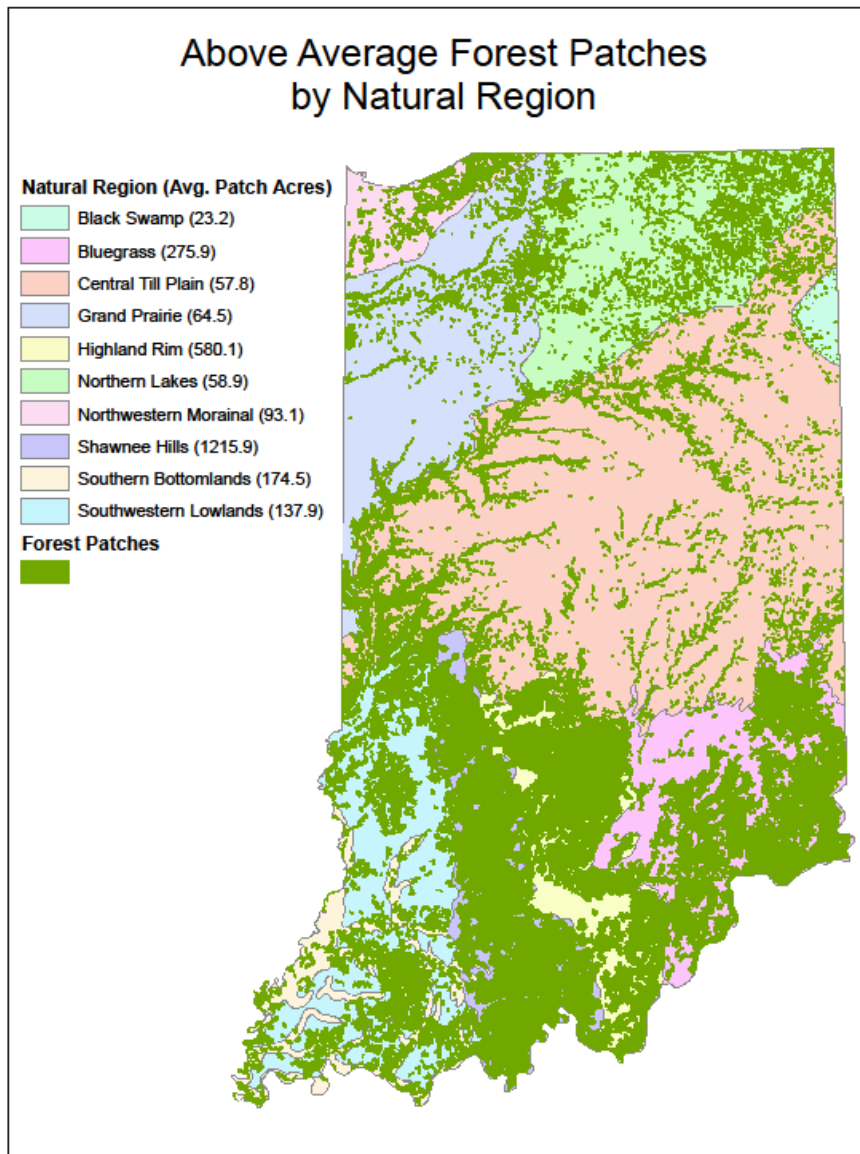 Above Average Forest Patches
by Natural Region
Natural Region (Avg. Patch Acres)
Black Swamp (23.2)
Bluegrass (275.9)
Central Till Plain (57.8)
Grand Prairie (64.5)
Highland Rim (580.1)
Northern Lakes (58.9)
Northwestern Morainal (93.1)
Shawnee Hills (1215.9)
Southern Bottomlands (174.5)
Southwestern Lowlands (137.9)
Forest Patches